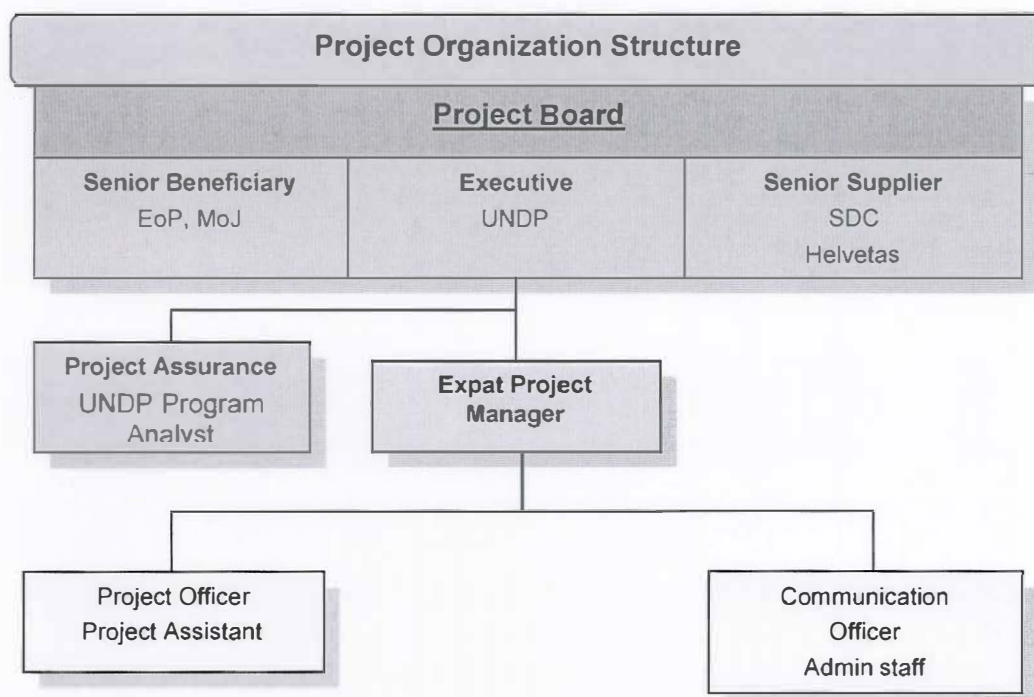 Project Organization Structure
Project Board
Senior Beneficiary
EoP, MoJ
Executive
UNDP
Senior Supplier
SDC
Helvetas
Project Assurance
UNDP Program
Analyst
Expat Project
Manager
Project Officer
Project Assistant
Communication
Officer
Admin staff